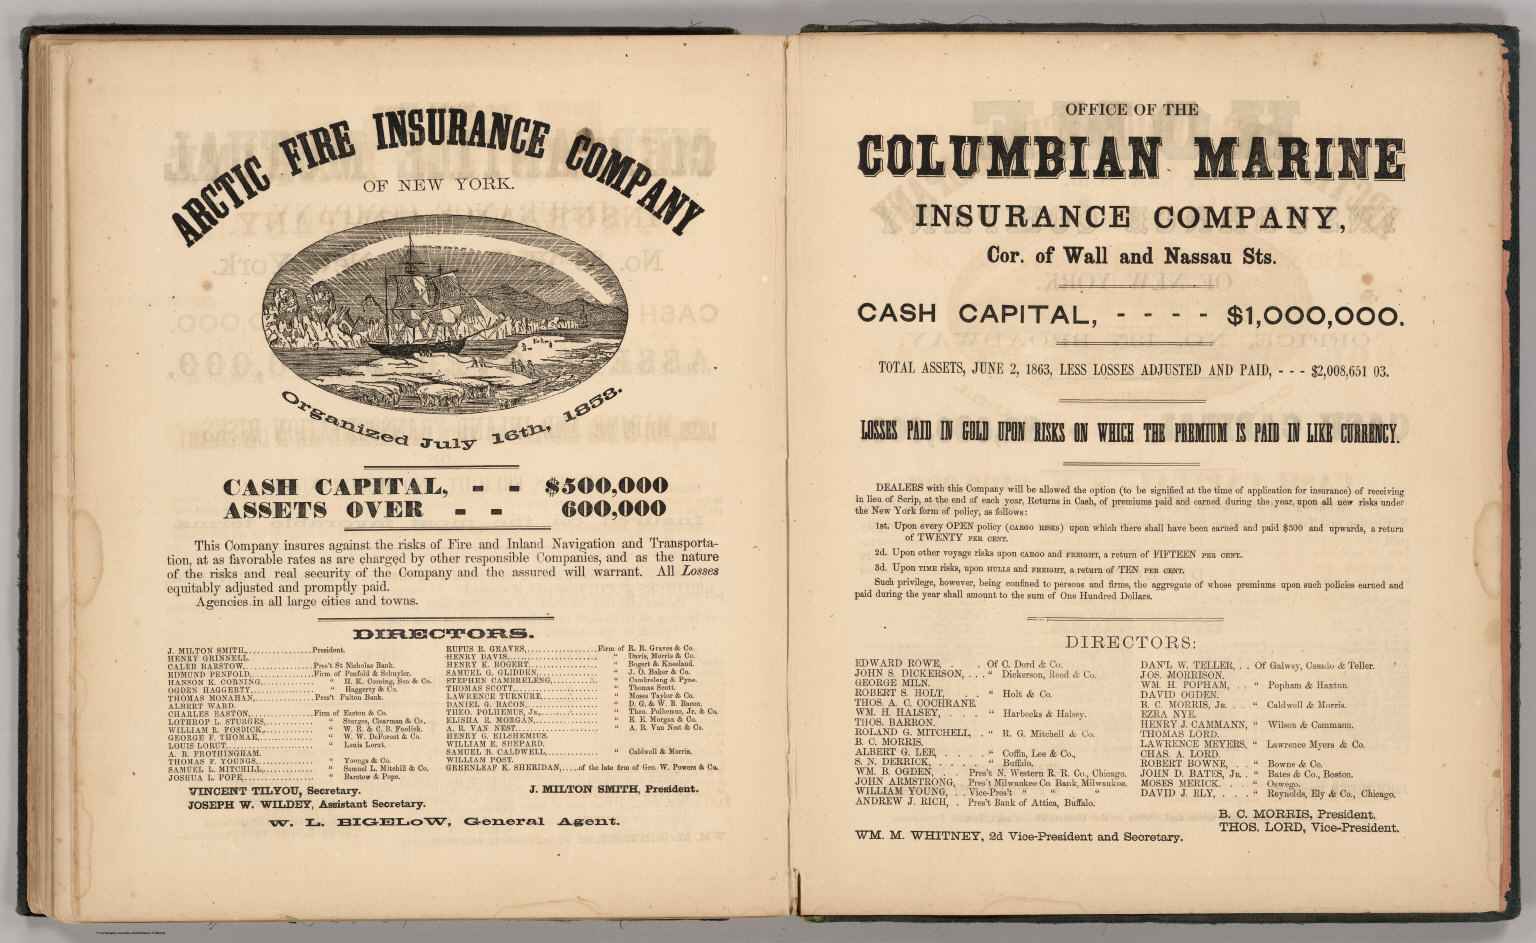 ARCTIC FIRE INSURANCE COMPANY
OF NEW YORK.
Organized July 16th, 1853.
CASH CAPITAL, - - $500,000
ASSETS OVER - - 600,000
This Company insures against the risks of Fire and Inland Navigation and Transporta-
tion, at as favorable rates as are charged by other responsible Companies, and as the nature
of the risks and real security of the Company and the assured will warrant. All Losses
equitably adjusted and promptly paid.
Agencies in all large cities and towns.
DIRECTORS.
J. MILTON SMITH, President.
HENRY GRINNELL.
CALEB BARSTOW, Pres't St Nicholas Bank.
EDMUND PENFOLD, Firm of Penfold & Schuyler.
HANSON K. CORNING, " H. K. Corning, Son & Co.
OGDEN HAGGERTY, " Haggerty & Co.
THOMAS MONAHAN, Pres't Fulton Bank.
ALBERT WARD.
CHARLES EASTON, Firm of Easton & Co.
LOTHROP L. STURGES, " Sturges, Clearman & Co.
WILLIAM R. FOSDICK, " W. R. & C. B. Fosdick.
GEORGE F. THOMAE, " W. W. DeForest & Co.
LOUIS LORUT, " Louis Lorut.
A. R. FROTHINGHAM.
THOMAS F. YOUNGS, " Youngs & Co.
SAMUEL L. MITCHILL, " Samuel L. Mitchill & Co.
JOSHUA L. POPE, " Barstow & Pope.
RUFUS R. GRAVES, Firm of R. R. Graves & Co.
HENRY DAVIS, " Davis, Morris & Co.
HENRY K. BOGERT, " Bogert & Kneeland.
SAMUEL G. GLIDDEN, " J. O. Baker & Co.
STEPHEN CAMBRELENG, " Cambreleng & Pyne.
THOMAS SCOTT, " Thomas Scott.
LAWRENCE TURNURE, " Moses Taylor & Co.
DANIEL G. BACON, " D. G. & W. B. Bacon.
THEO. POLHEMUS, Jr., " Theo. Polhemus, Jr. & Co.
ELISHA E. MORGAN, " E. E. Morgan & Co.
A. R. VAN NEST, " A. R. Van Nest & Co.
HENRY G. EILSHEMIUS.
WILLIAM E. SHEPARD.
SAMUEL B. CALDWELL, " Caldwell & Morris.
WILLIAM POST.
GREENLEAF K. SHERIDAN, of the late firm of Geo. W. Powers & Co.
VINCENT TILYOU, Secretary.
J. MILTON SMITH, President.
JOSEPH W. WILDEY, Assistant Secretary.
W. L. BIGELOW, General Agent.
OFFICE OF THE
COLUMBIAN MARINE
INSURANCE COMPANY,
Cor. of Wall and Nassau Sts.
CASH CAPITAL, - - - - $1,000,000.
TOTAL ASSETS, JUNE 2, 1863, LESS LOSSES ADJUSTED AND PAID, - - - $2,008,651 03.
LOSSES PAID IN GOLD UPON RISKS ON WHICH THE PREMIUM IS PAID IN LIKE CURRENCY.
DEALERS with this Company will be allowed the option (to be signified at the time of application for insurance) of receiving
in lieu of Scrip, at the end of each year, Returns in Cash, of premiums paid and earned during the year, upon all new risks under
the New York form of policy, as follows:
1st. Upon every OPEN policy (CARGO RISKS) upon which there shall have been earned and paid $500 and upwards, a return
of TWENTY PER CENT.
2d. Upon other voyage risks upon CARGO and FREIGHT, a return of FIFTEEN PER CENT.
3d. Upon TIME risks, upon HULLS and FREIGHT, a return of TEN PER CENT.
Such privilege, however, being confined to persons and firms, the aggregate of whose premiums upon such policies earned and
paid during the year shall amount to the sum of One Hundred Dollars.
DIRECTORS:
EDWARD ROWE, . . Of C. Dord & Co.
JOHN S. DICKERSON, . . . " Dickerson, Reed & Co.
GEORGE MILN.
ROBERT S. HOLT, . . . " Holt & Co.
THOS. A. C. COCHRANE.
WM. H. HALSEY, . . . " Harbecks & Halsey.
THOS. BARRON.
ROLAND G. MITCHELL, . " R. G. Mitchell & Co.
B. C. MORRIS.
ALBERT G. LEE, . . . " Coffin, Lee & Co.,
S. N. DERRICK, . . . . . . " Buffalo.
WM. B. OGDEN, . . Pres't N. Western R. R. Co., Chicago.
JOHN ARMSTRONG, . Pres't Milwaukee Co. Bank, Milwaukee.
WILLIAM YOUNG, . . Vice-Pres't " " "
ANDREW J. RICH, . Pres't Bank of Attica, Buffalo.
DAN'L W. TELLER, . . Of Galway, Casado & Teller.
JOS. MORRISON.
WM. H. POPHAM, . . " Popham & Haxtun.
DAVID OGDEN.
B. C. MORRIS, Jr. . . " Caldwell & Morris.
EZRA NYE.
HENRY J. CAMMANN, " Wilson & Cammann.
THOMAS LORD.
LAWRENCE MEYERS, " Lawrence Myers & Co.
CHAS. A. LORD.
ROBERT BOWNE, . . " Bowne & Co.
JOHN D. BATES, Jr. . " Bates & Co., Boston.
MOSES MERICK, . . . " Oswego.
DAVID J. ELY, . . . . " Reynolds, Ely & Co., Chicago.
B. C. MORRIS, President.
THOS. LORD, Vice-President.
WM. M. WHITNEY, 2d Vice-President and Secretary.